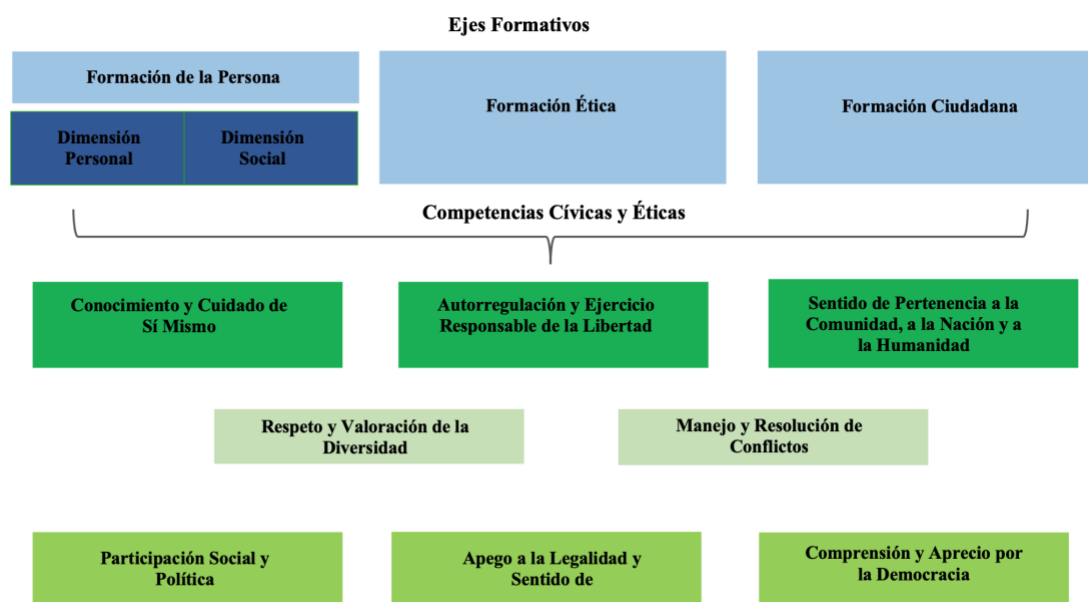 Ejes Formativos
Formación de la Persona
Formación Ética
Formación Ciudadana
Dimensión
Personal
Dimensión
Social
Competencias Cívicas y Éticas
Conocimiento y Cuidado de
Sí Mismo
Autorregulación y Ejercicio
Responsable de la Libertad
Sentido de Pertenencia a la
Comunidad, a la Nación y a
la Humanidad
Respeto y Valoración de la
Diversidad
Manejo y Resolución de
Conflictos
Participación Social y
Política
Apego a la Legalidad y
Sentido de
Comprensión y Aprecio por
la Democracia